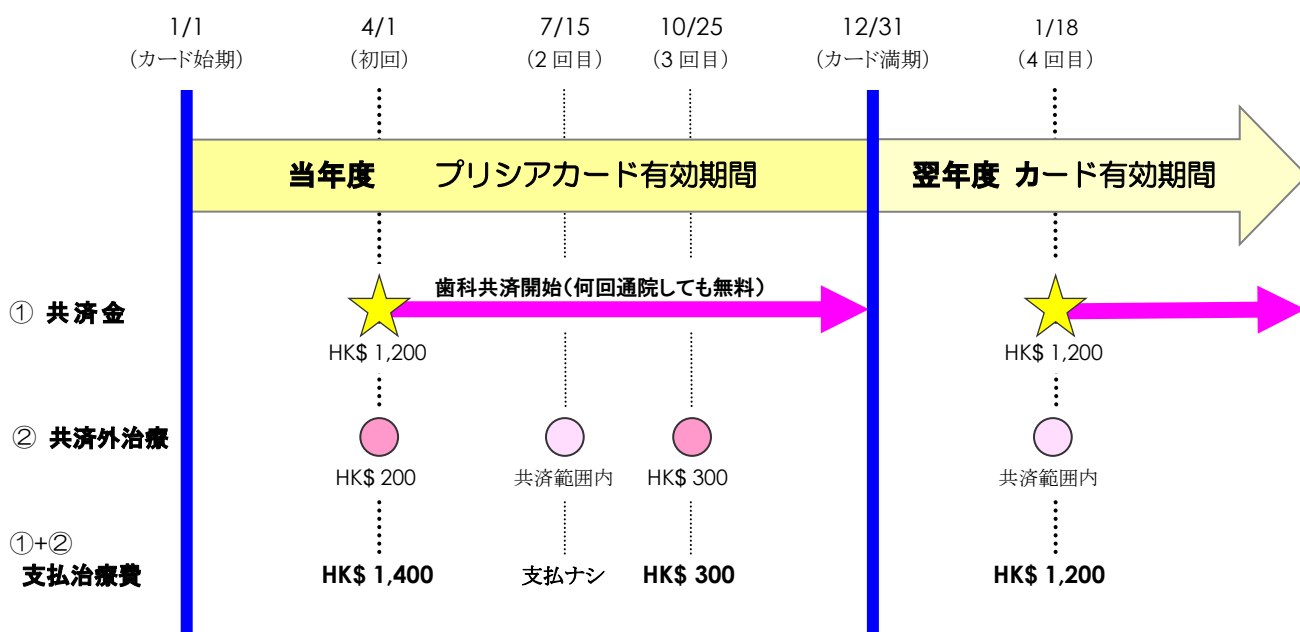 1/1 4/1 7/15 10/25 12/31 1/18
(カード始期) (初回) (2回目) (3回目) (カード満期) (4回目)
当年度 プリシアカード有効期間 翌年度 カード有効期間
歯科共済開始(何回通院しても無料)
① 共済金
HK$ 1,200 HK$ 1,200
② 共済外治療
HK$ 200 共済範囲内 HK$ 300 共済範囲内
①+②
支払治療費 HK$ 1,400 支払ナシ HK$ 300 HK$ 1,200